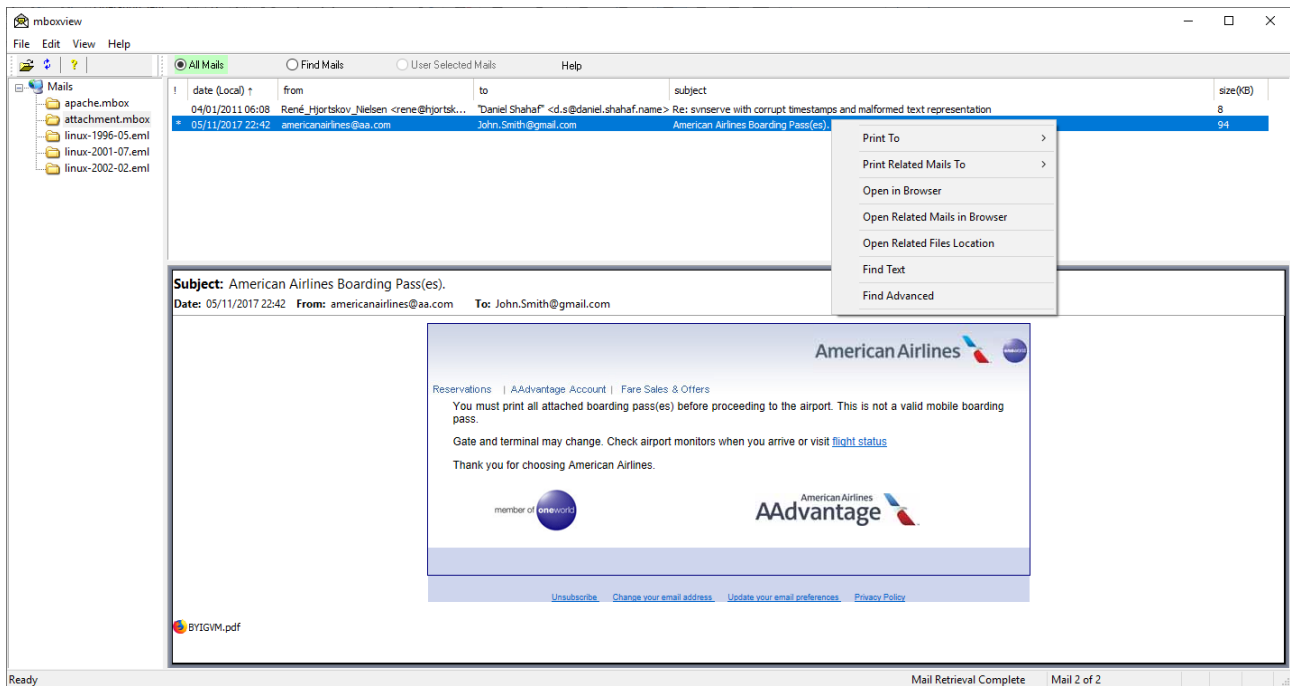 mboxview
File Edit View Help
All Mails Find Mails User Selected Mails Help
Mails
apache.mbox
attachment.mbox
linux-1996-05.eml
linux-2001-07.eml
linux-2002-02.eml
! date (Local) ↑ from to subject size(KB)
04/01/2011 06:08 René_Hjortskov_Nielsen <rene@hjortsk... "Daniel Shahaf" <d.s@daniel.shahaf.name> Re: svnserve with corrupt timestamps and malformed text representation 8
* 05/11/2017 22:42 americanairlines@aa.com John.Smith@gmail.com American Airlines Boarding Pass(es). 94
Print To
Print Related Mails To
Open in Browser
Open Related Mails in Browser
Open Related Files Location
Find Text
Find Advanced
Subject: American Airlines Boarding Pass(es).
Date: 05/11/2017 22:42 From: americanairlines@aa.com To: John.Smith@gmail.com
American Airlines oneworld
Reservations | AAdvantage Account | Fare Sales & Offers
You must print all attached boarding pass(es) before proceeding to the airport. This is not a valid mobile boarding
pass.
Gate and terminal may change. Check airport monitors when you arrive or visit flight status
Thank you for choosing American Airlines.
member of oneworld
American Airlines
AAdvantage
Unsubscribe Change your email address Update your email preferences Privacy Policy
BYIGVM.pdf
Ready Mail Retrieval Complete Mail 2 of 2